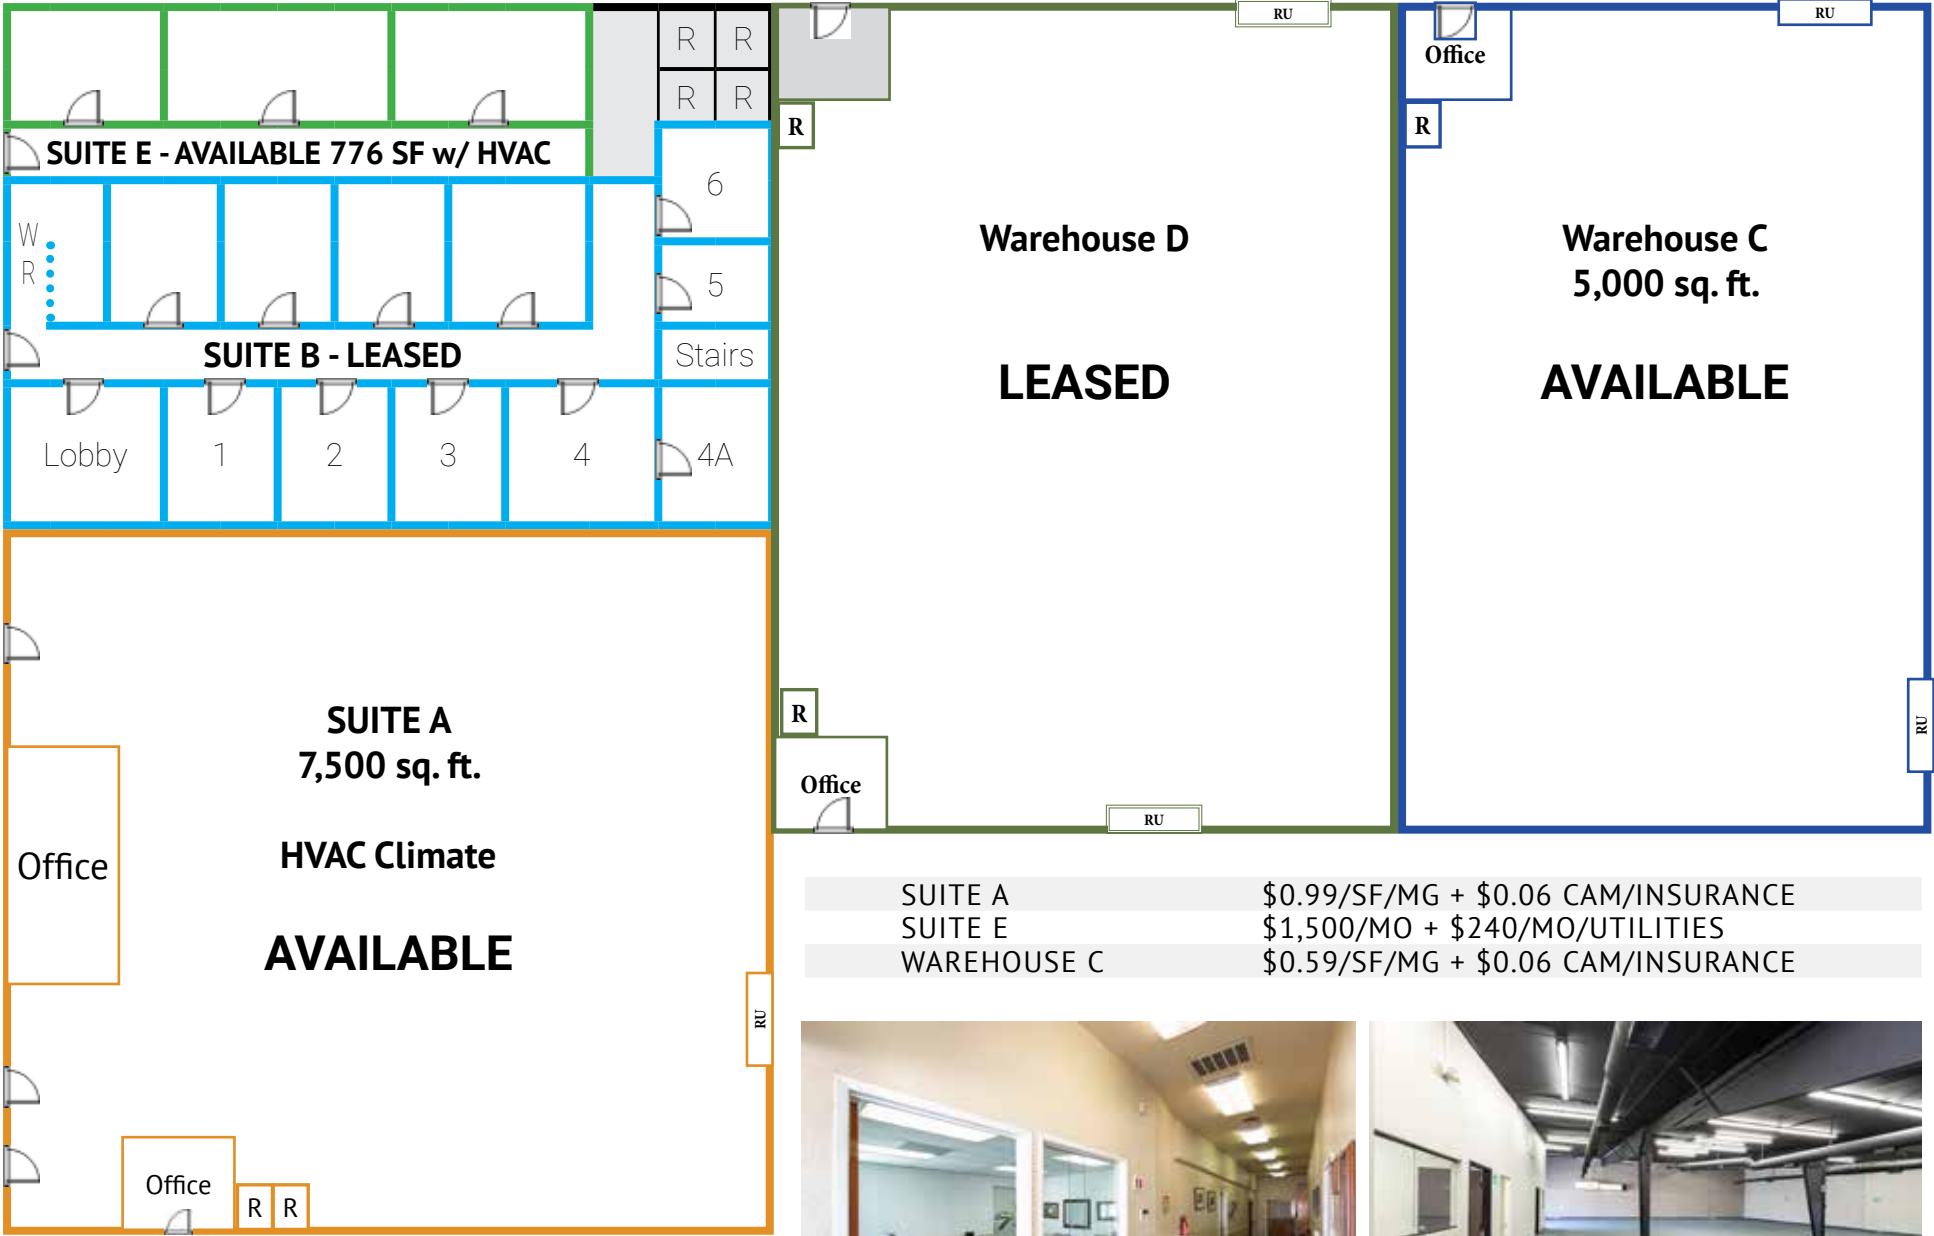 R R
R R
SUITE E - AVAILABLE 776 SF w/ HVAC
6
W
R
5
SUITE B - LEASED
Stairs
Lobby
1
2
3
4
4A
RU
R
Warehouse D
LEASED
R
Office
RU
RU
Office
R
Warehouse C
5,000 sq. ft.
AVAILABLE
RU
SUITE A
7,500 sq. ft.
HVAC Climate
AVAILABLE
Office
RU
Office
R R
SUITE A $0.99/SF/MG + $0.06 CAM/INSURANCE
SUITE E $1,500/MO + $240/MO/UTILITIES
WAREHOUSE C $0.59/SF/MG + $0.06 CAM/INSURANCE